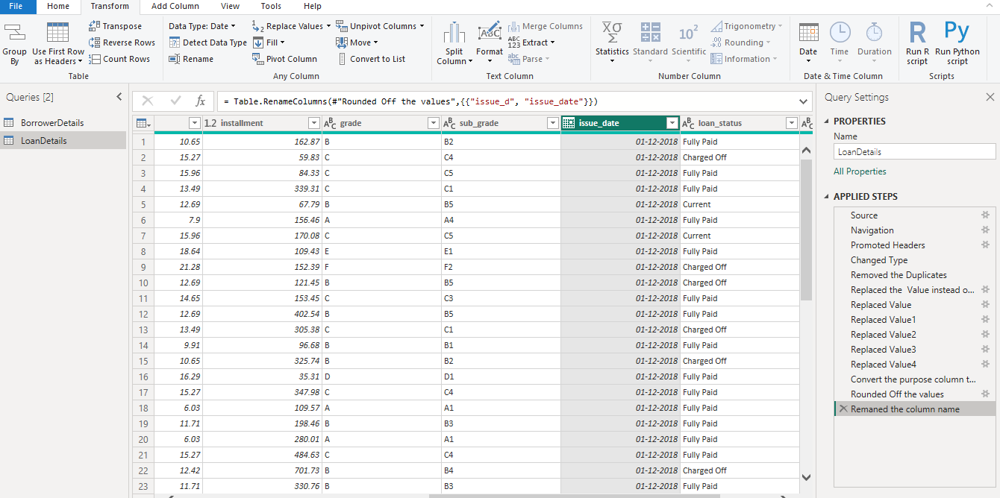 File Home Transform Add Column View Tools Help
Group By
Use First Row as Headers
Transpose
Reverse Rows
Count Rows
Table
Data Type: Date
Detect Data Type
Rename
Replace Values
Fill
Pivot Column
Unpivot Columns
Move
Convert to List
Any Column
Split Column
Format
Merge Columns
Extract
Parse
Text Column
Statistics
Standard
Scientific
Trigonometry
Rounding
Information
Number Column
Date
Time
Duration
Date & Time Column
Run R script
Run Python script
Scripts
Queries [2]
BorrowerDetails
LoanDetails
= Table.RenameColumns(#"Rounded Off the values",{{"issue_d", "issue_date"}})
1.2 installment ABC grade ABC sub_grade issue_date ABC loan_status ABC
1 10.65 162.87 B B2 01-12-2018 Fully Paid
2 15.27 59.83 C C4 01-12-2018 Charged Off
3 15.96 84.33 C C5 01-12-2018 Fully Paid
4 13.49 339.31 C C1 01-12-2018 Fully Paid
5 12.69 67.79 B B5 01-12-2018 Current
6 7.9 156.46 A A4 01-12-2018 Fully Paid
7 15.96 170.08 C C5 01-12-2018 Current
8 18.64 109.43 E E1 01-12-2018 Fully Paid
9 21.28 152.39 F F2 01-12-2018 Charged Off
10 12.69 121.45 B B5 01-12-2018 Charged Off
11 14.65 153.45 C C3 01-12-2018 Fully Paid
12 12.69 402.54 B B5 01-12-2018 Fully Paid
13 13.49 305.38 C C1 01-12-2018 Charged Off
14 9.91 96.68 B B1 01-12-2018 Fully Paid
15 10.65 325.74 B B2 01-12-2018 Charged Off
16 16.29 35.31 D D1 01-12-2018 Fully Paid
17 15.27 347.98 C C4 01-12-2018 Fully Paid
18 6.03 109.57 A A1 01-12-2018 Fully Paid
19 11.71 198.46 B B3 01-12-2018 Fully Paid
20 6.03 280.01 A A1 01-12-2018 Fully Paid
21 15.27 484.63 C C4 01-12-2018 Fully Paid
22 12.42 701.73 B B4 01-12-2018 Charged Off
23 11.71 330.76 B B3 01-12-2018 Fully Paid
Query Settings
PROPERTIES
Name
LoanDetails
All Properties
APPLIED STEPS
Source
Navigation
Promoted Headers
Changed Type
Removed the Duplicates
Replaced the Value instead o...
Replaced Value
Replaced Value1
Replaced Value2
Replaced Value3
Replaced Value4
Convert the purpose column t...
Rounded Off the values
Remaned the column name